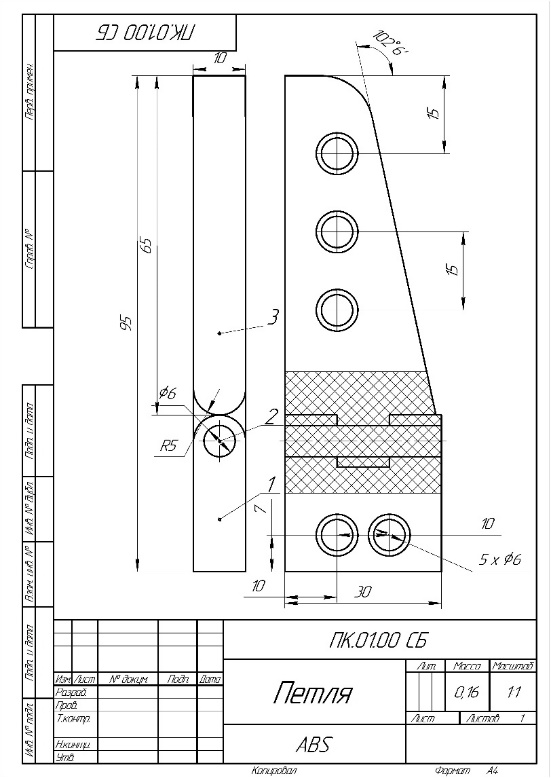 ПК.01.00 СБ
10
102°6'
15
65
15
95
3
Ø6
2
R5
1
7
10
5 x Ø6
10
30
Перв. примен.
Справ. №
Подп. и дата
Инв. № дубл.
Взам. инв. №
Подп. и дата
Инв. № подл.
ПК.01.00 СБ
Лит. Масса Масштаб
Изм. Лист № докум. Подп. Дата
Разраб. Петля 0,16 1:1
Пров.
Т.контр. Лист Листов 1
Н.контр. ABS
Утв.
Копировал Формат А4